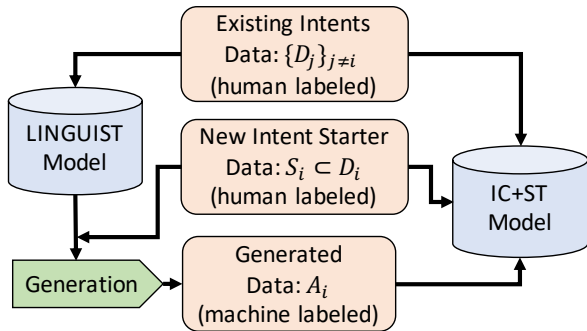 Existing Intents
Data: {D_j}_{j≠i}
(human labeled)
LINGUIST
Model
New Intent Starter
Data: S_i ⊂ D_i
(human labeled)
IC+ST
Model
Generation
Generated
Data: A_i
(machine labeled)